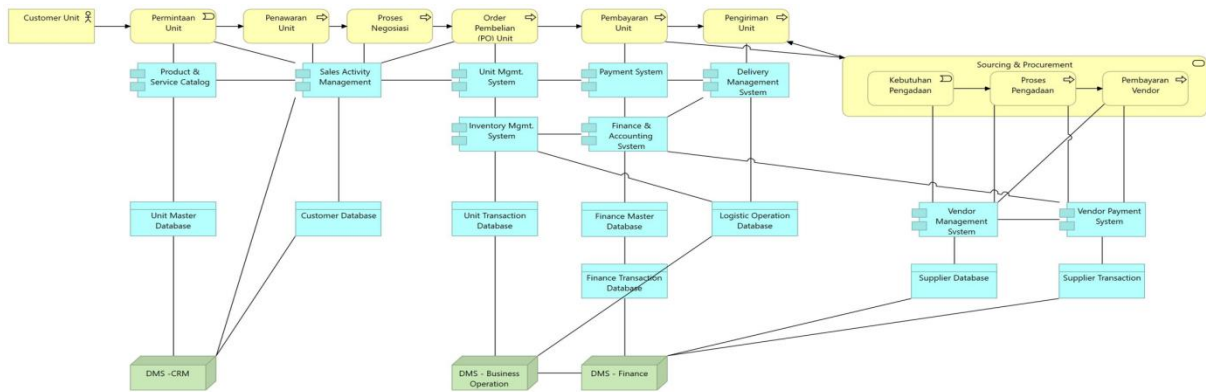 Customer Unit
Permintaan
Unit
Penawaran
Unit
Proses
Negosiasi
Order
Pembelian
(PO) Unit
Pembayaran
Unit
Pengiriman
Unit
Product &
Service Catalog
Sales Activity
Management
Unit Mgmt.
System
Payment System
Delivery
Management
System
Sourcing & Procurement
Kebutuhan
Pengadaan
Proses
Pengadaan
Pembayaran
Vendor
Inventory Mgmt.
System
Finance &
Accounting
System
Unit Master
Database
Customer Database
Unit Transaction
Database
Finance Master
Database
Logistic Operation
Database
Vendor
Management
System
Vendor Payment
System
Finance Transaction
Database
Supplier Database
Supplier Transaction
DMS -CRM
DMS - Business
Operation
DMS - Finance